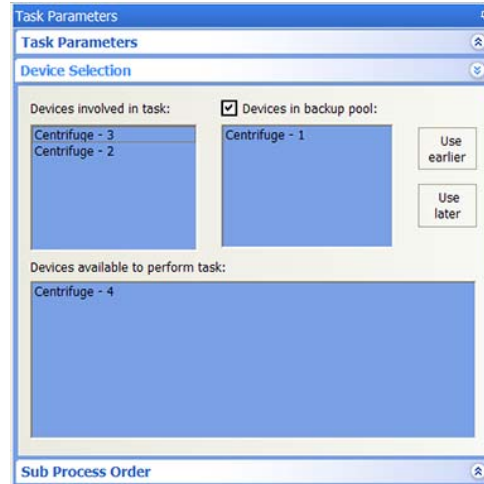 Task Parameters
Task Parameters
Device Selection
Devices involved in task:
Devices in backup pool:
Centrifuge - 3
Centrifuge - 2
Centrifuge - 1
Use
earlier
Use
later
Devices available to perform task:
Centrifuge - 4
Sub Process Order